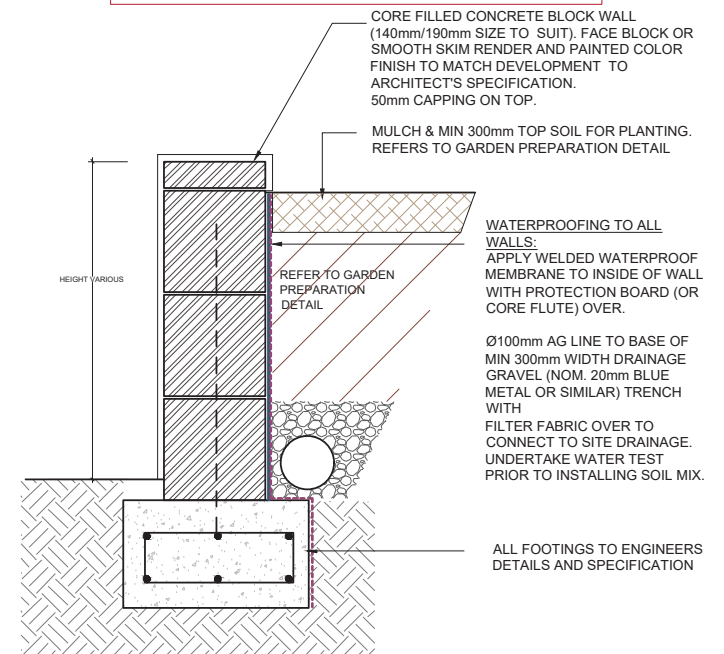 CORE FILLED CONCRETE BLOCK WALL
(140mm/190mm SIZE TO SUIT). FACE BLOCK OR
SMOOTH SKIM RENDER AND PAINTED COLOR
FINISH TO MATCH DEVELOPMENT TO
ARCHITECT'S SPECIFICATION.
50mm CAPPING ON TOP.
MULCH & MIN 300mm TOP SOIL FOR PLANTING.
REFERS TO GARDEN PREPARATION DETAIL
WATERPROOFING TO ALL
WALLS:
APPLY WELDED WATERPROOF
MEMBRANE TO INSIDE OF WALL
WITH PROTECTION BOARD (OR
CORE FLUTE) OVER.
HEIGHT VARIOUS
REFER TO GARDEN
PREPARATION
DETAIL
Ø100mm AG LINE TO BASE OF
MIN 300mm WIDTH DRAINAGE
GRAVEL (NOM. 20mm BLUE
METAL OR SIMILAR) TRENCH
WITH
FILTER FABRIC OVER TO
CONNECT TO SITE DRAINAGE.
UNDERTAKE WATER TEST
PRIOR TO INSTALLING SOIL MIX.
ALL FOOTINGS TO ENGINEERS
DETAILS AND SPECIFICATION